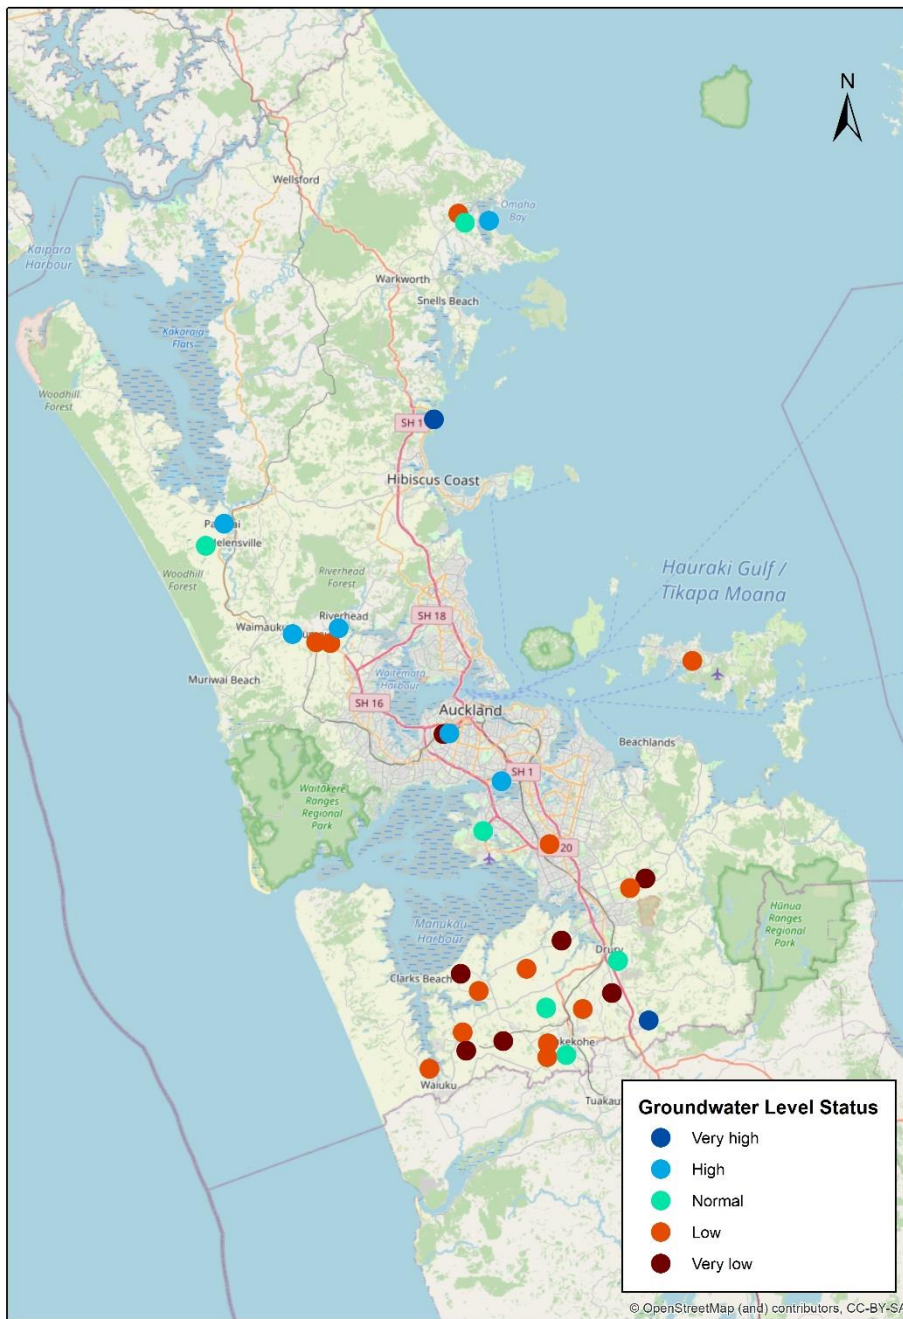 N
Wellsford
Omaha
Bay
Kaipara
Harbour
Warkworth
Snells Beach
Kakaraia
Flats
Woodhill
Forest
SH 1
Hibiscus Coast
Helensville
Woodhill
Forest
Riverhead
Forest
Hauraki Gulf /
Tikapa Moana
Riverhead
SH 18
Waimauku
Muriwai Beach
Waitematā
Harbour
SH 16
Auckland
Beachlands
SH 1
Waitākere
Ranges
Regional
Park
20
Manukau
Harbour
Hūnua
Ranges
Regional
Park
Drury
Clarks Beach
Waiuku
Groundwater Level Status
Very high
High
Normal
Low
Very low
© OpenStreetMap (and) contributors, CC-BY-SA